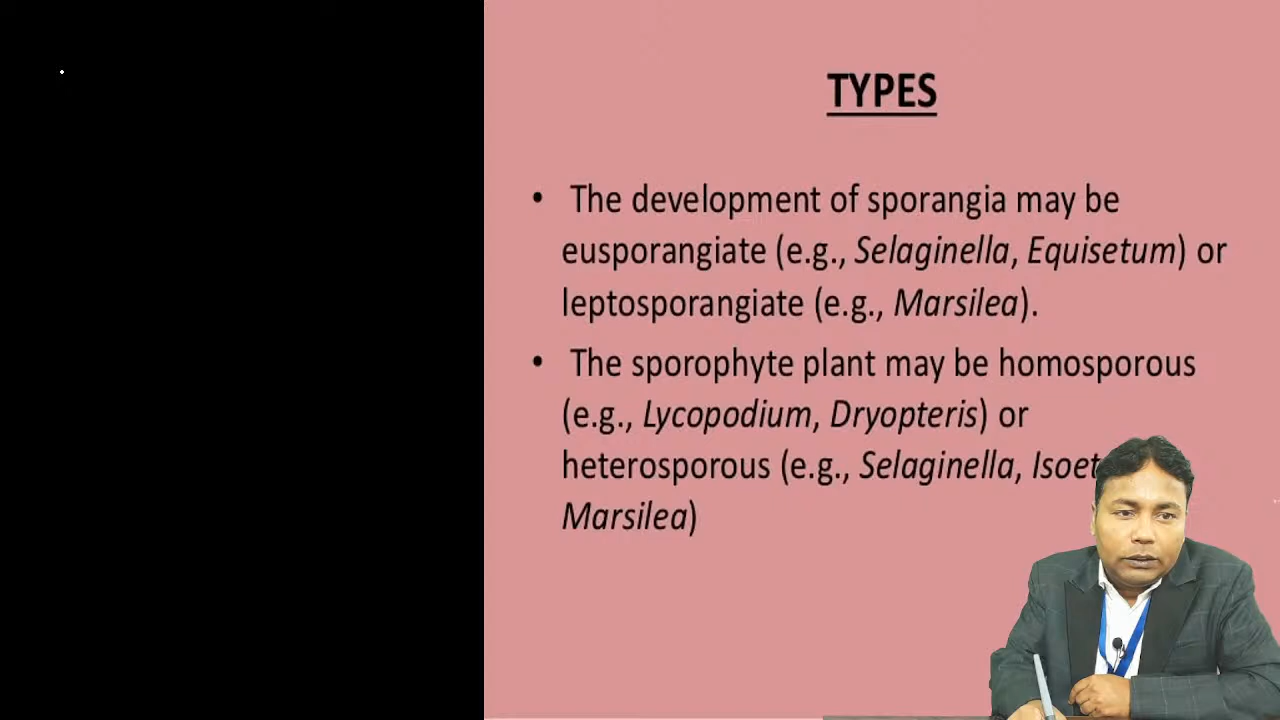 TYPES
• The development of sporangia may be
eusporangiate (e.g., Selaginella, Equisetum) or
leptosporangiate (e.g., Marsilea).
• The sporophyte plant may be homosporous
(e.g., Lycopodium, Dryopteris) or
heterosporous (e.g., Selaginella,
Marsilea)